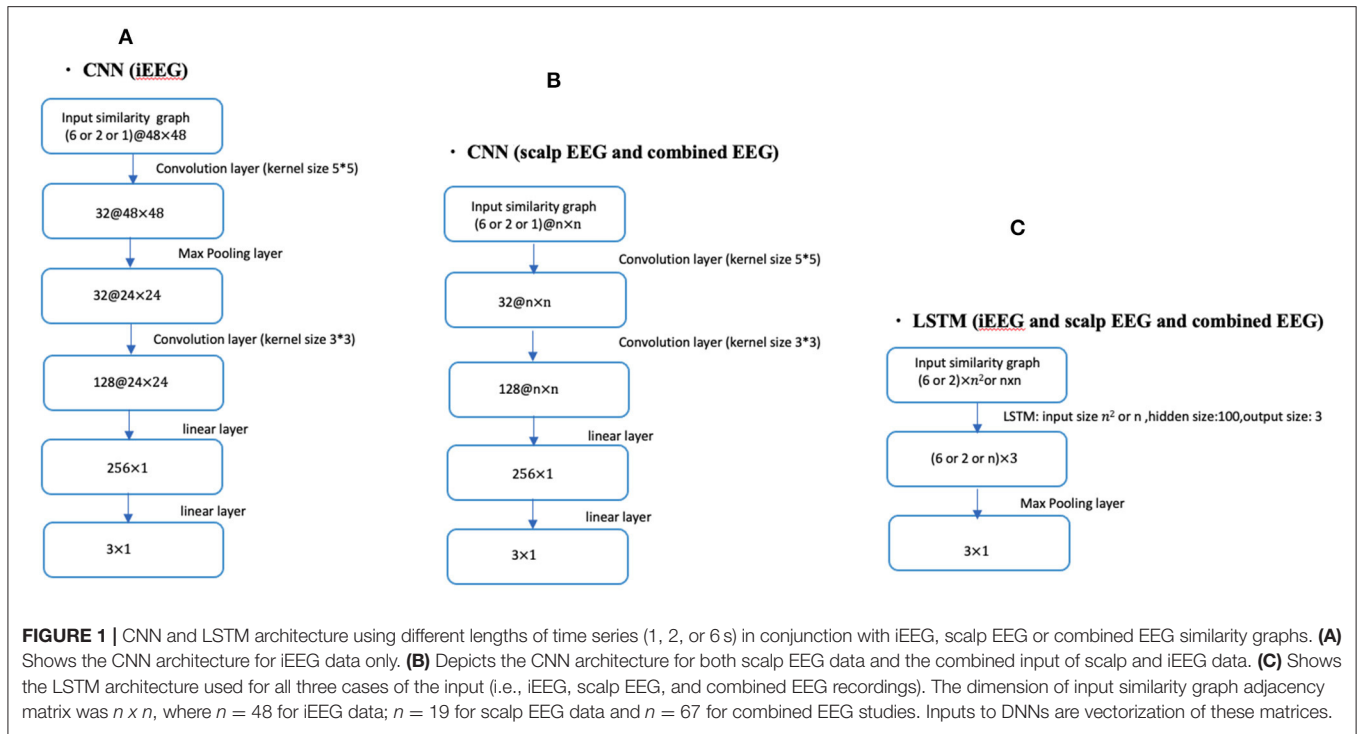 A
· CNN (iEEG)
Input similarity graph
(6 or 2 or 1)@48×48
Convolution layer (kernel size 5*5)
32@48×48
Max Pooling layer
32@24×24
Convolution layer (kernel size 3*3)
128@24×24
linear layer
256×1
linear layer
3×1
B
· CNN (scalp EEG and combined EEG)
Input similarity graph
(6 or 2 or 1)@n×n
Convolution layer (kernel size 5*5)
32@n×n
Convolution layer (kernel size 3*3)
128@n×n
linear layer
256×1
linear layer
3×1
C
· LSTM (iEEG and scalp EEG and combined EEG)
Input similarity graph
(6 or 2)×n²or nxn
LSTM: input size n² or n ,hidden size:100,output size: 3
(6 or 2 or n)×3
Max Pooling layer
3×1
FIGURE 1 | CNN and LSTM architecture using different lengths of time series (1, 2, or 6 s) in conjunction with iEEG, scalp EEG or combined EEG similarity graphs. (A)
Shows the CNN architecture for iEEG data only. (B) Depicts the CNN architecture for both scalp EEG data and the combined input of scalp and iEEG data. (C) Shows
the LSTM architecture used for all three cases of the input (i.e., iEEG, scalp EEG, and combined EEG recordings). The dimension of input similarity graph adjacency
matrix was n x n, where n = 48 for iEEG data; n = 19 for scalp EEG data and n = 67 for combined EEG studies. Inputs to DNNs are vectorization of these matrices.